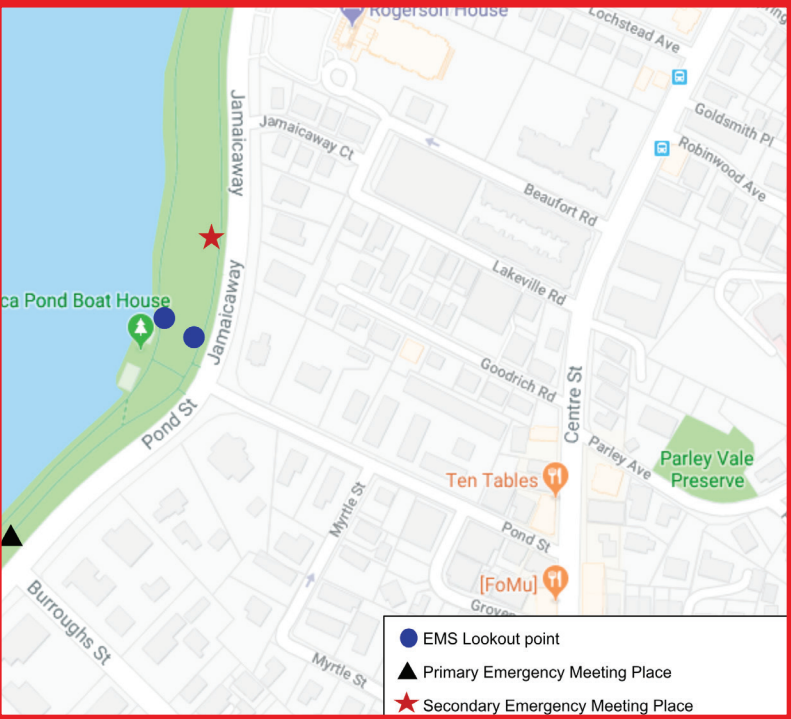 Rogerson House
Lochstead Ave
Jamaicaway
Jamaicaway Ct
Goldsmith Pl
Robinwood Ave
Beaufort Rd
Lakeville Rd
ca Pond Boat House
Jamaicaway
Goodrich Rd
Centre St
Pond St
Parley Ave
Parley Vale
Preserve
Ten Tables
Myrtle St
Pond St
[FoMu]
Burroughs St
Grove
Myrtle St
EMS Lookout point
Primary Emergency Meeting Place
Secondary Emergency Meeting Place